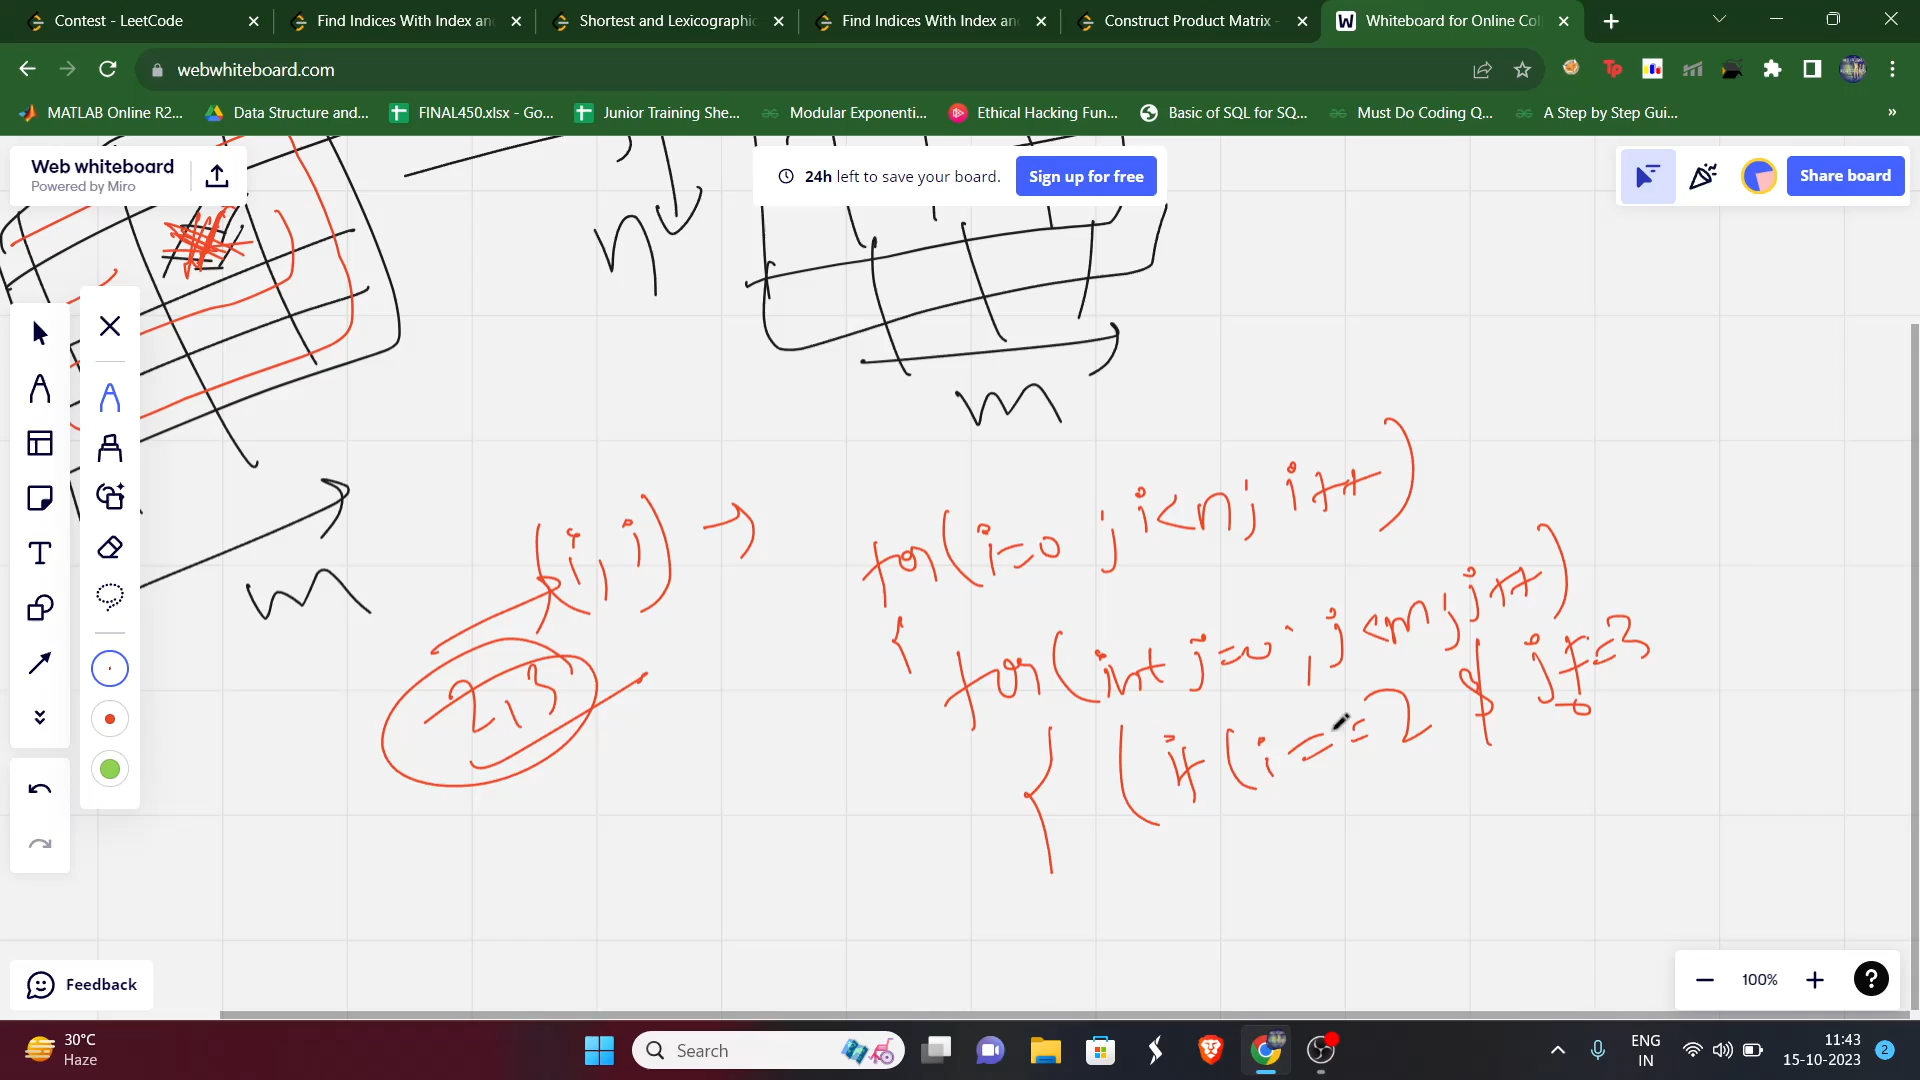 Contest - LeetCode
Find Indices With Index an
Shortest and Lexicographic
Find Indices With Index an
Construct Product Matrix -
Whiteboard for Online Col
webwhiteboard.com
MATLAB Online R2...
Data Structure and...
FINAL450.xlsx - Go...
Junior Training She...
Modular Exponenti...
Ethical Hacking Fun...
Basic of SQL for SQ...
Must Do Coding Q...
A Step by Step Gui...
»
Web whiteboard
Powered by Miro
24h left to save your board.
Sign up for free
Share board
n
m
m
(i, j) →
2,3
for(i=0 ; i<n; i++)
{ for(int j=0 ; j<m; j++)
{ ( if (i==2 & j==3
Feedback
100%
30°C
Haze
Search
ENG
IN
11:43
15-10-2023
2